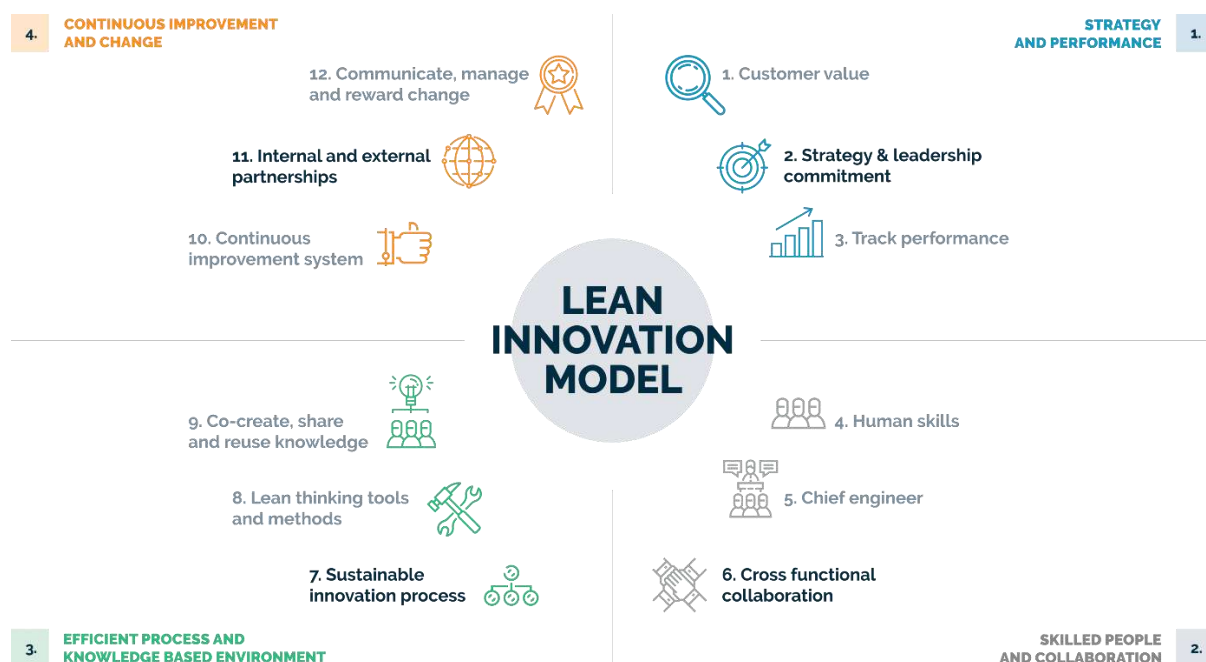 4.
CONTINUOUS IMPROVEMENT
AND CHANGE
STRATEGY
AND PERFORMANCE
1.
12. Communicate, manage
and reward change
1. Customer value
11. Internal and external
partnerships
2. Strategy & leadership
commitment
10. Continuous
improvement system
3. Track performance
LEAN
INNOVATION
MODEL
9. Co-create, share
and reuse knowledge
4. Human skills
8. Lean thinking tools
and methods
5. Chief engineer
7. Sustainable
innovation process
6. Cross functional
collaboration
3.
EFFICIENT PROCESS AND
KNOWLEDGE BASED ENVIRONMENT
SKILLED PEOPLE
AND COLLABORATION
2.